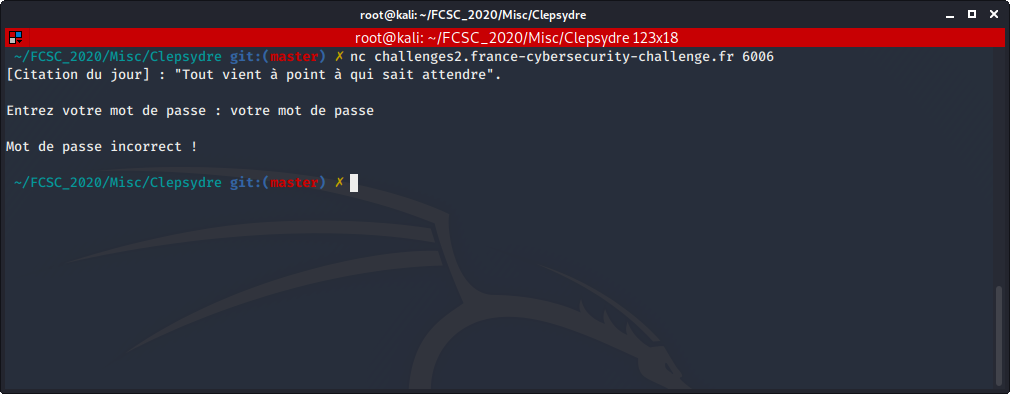 root@kali: ~/FCSC_2020/Misc/Clepsydre
root@kali: ~/FCSC_2020/Misc/Clepsydre 123x18
~/FCSC_2020/Misc/Clepsydre git:(master) ✗ nc challenges2.france-cybersecurity-challenge.fr 6006
[Citation du jour] : "Tout vient à point à qui sait attendre".
Entrez votre mot de passe : votre mot de passe
Mot de passe incorrect !
~/FCSC_2020/Misc/Clepsydre git:(master) ✗